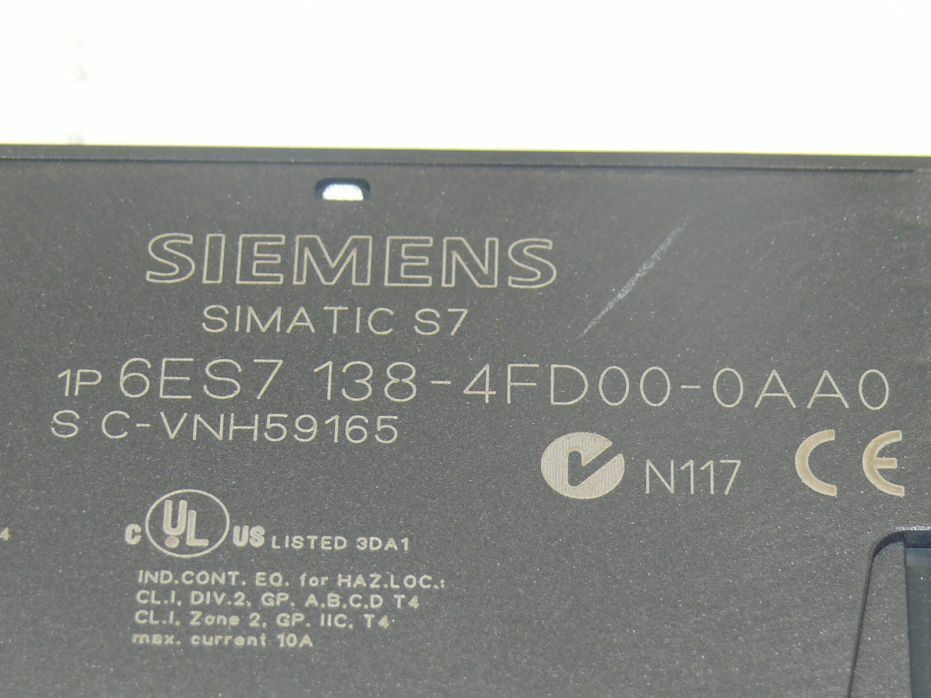 SIEMENS
SIMATIC S7
1P 6ES7 138-4FD00-0AA0
S C-VNH59165
N117 CE
4
C UL US LISTED 3DA1
IND.CONT. EQ. for HAZ.LOC.:
CL.I, DIV.2, GP. A,B,C,D T4
CL.I, Zone 2, GP. IIC, T4
max. current 10A